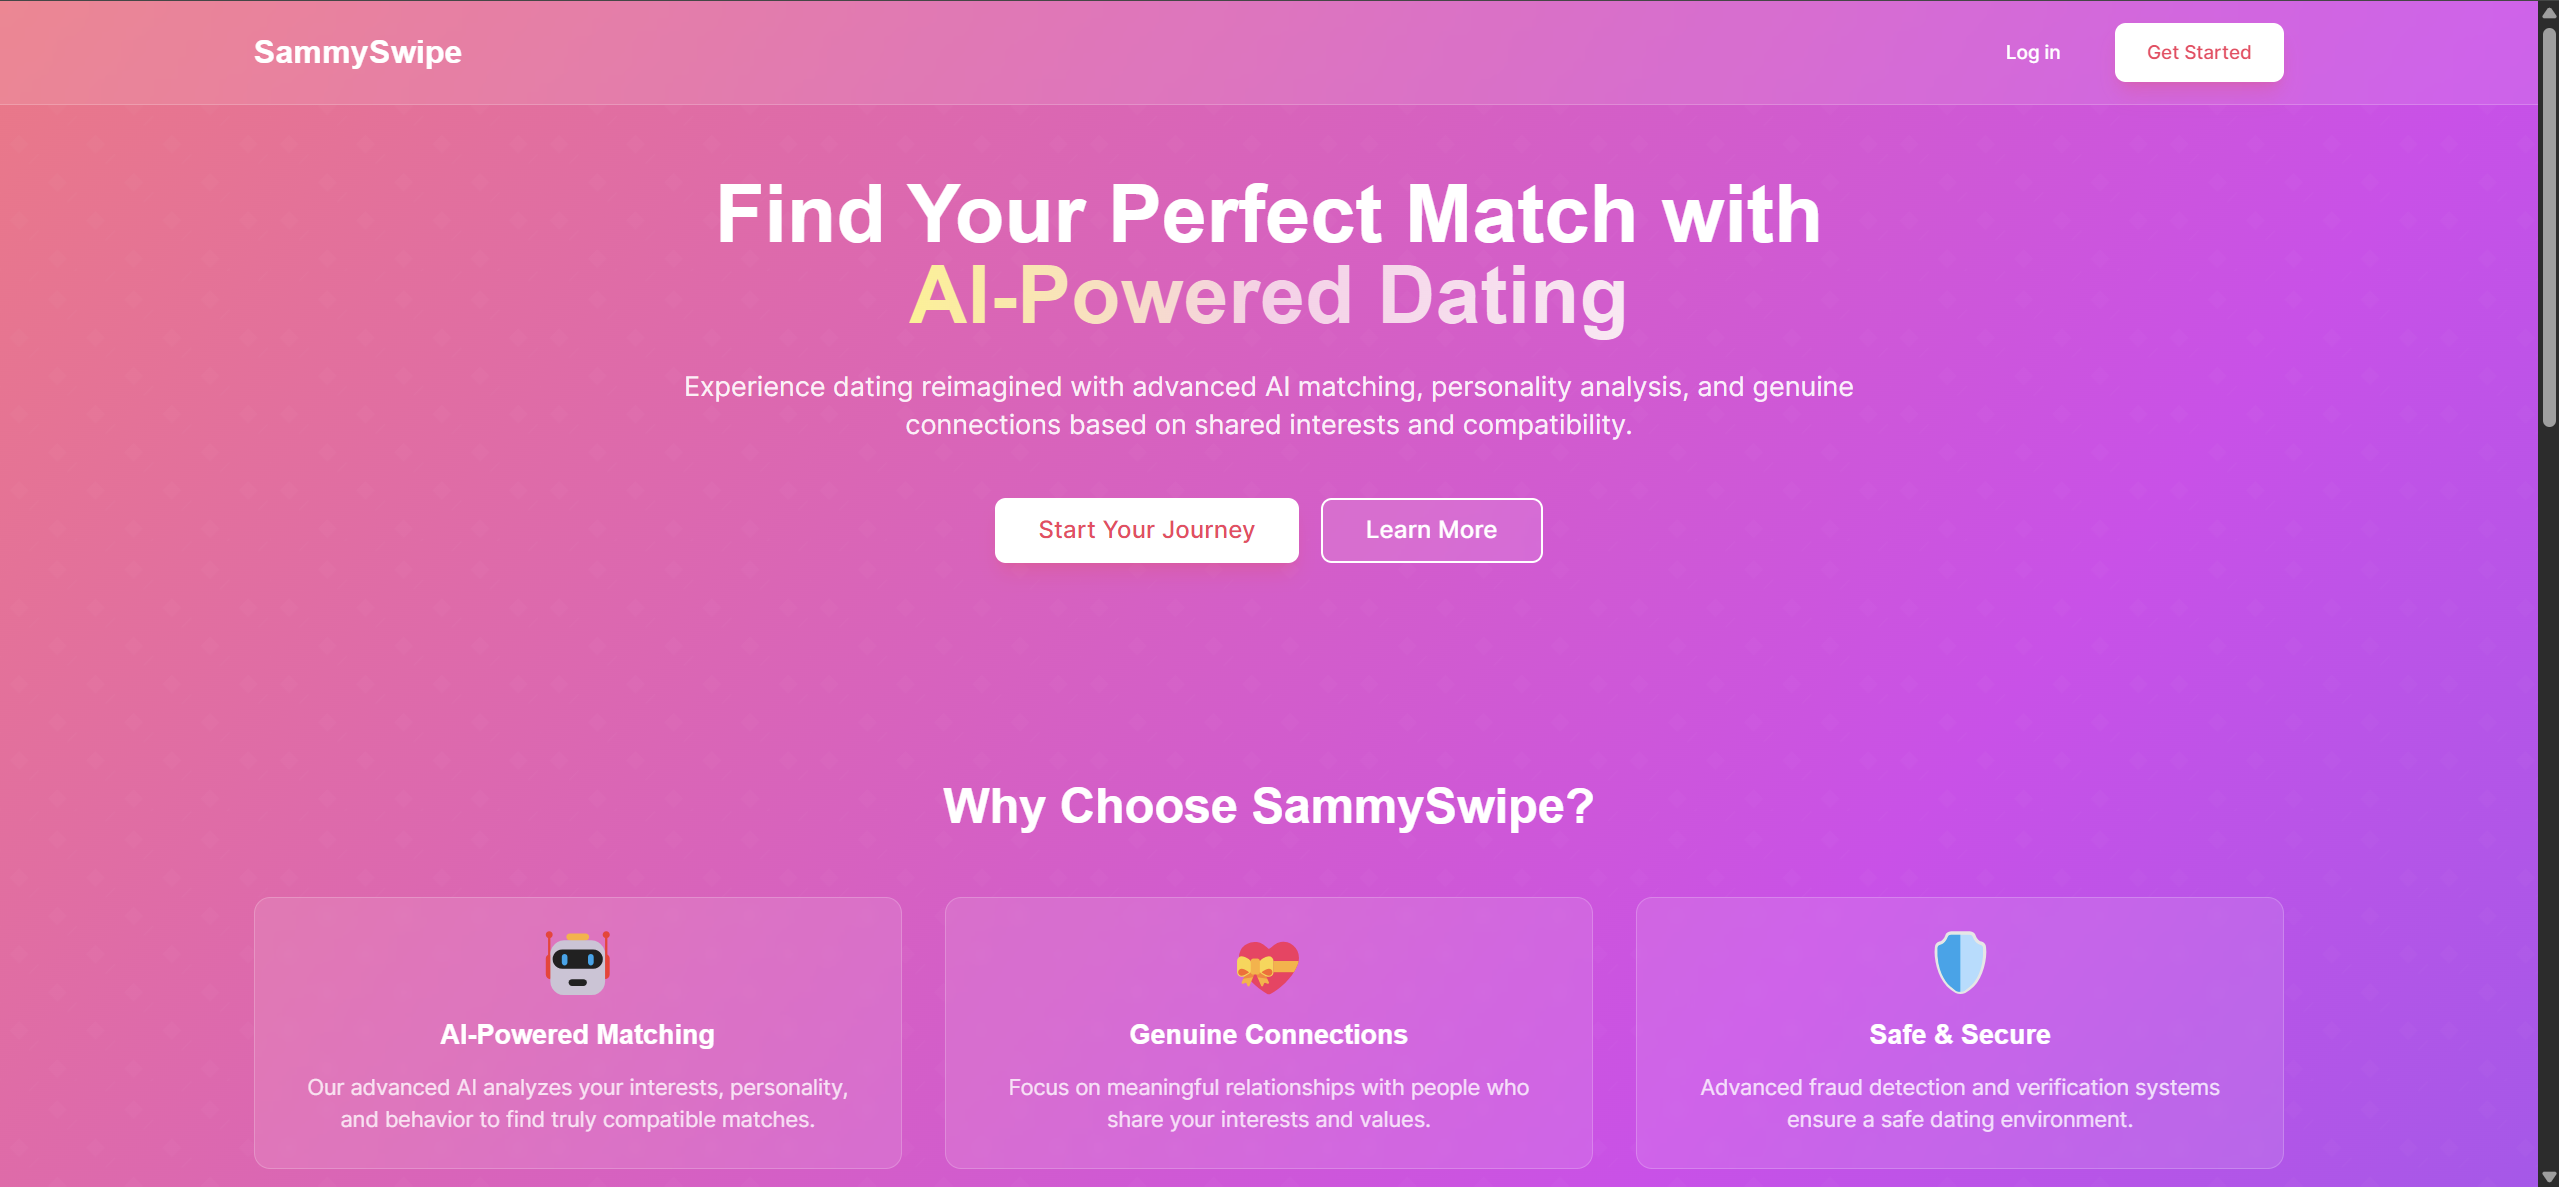 SammySwipe
Log in
Get Started
Find Your Perfect Match with
AI-Powered Dating
Experience dating reimagined with advanced AI matching, personality analysis, and genuine
connections based on shared interests and compatibility.
Start Your Journey
Learn More
Why Choose SammySwipe?
AI-Powered Matching
Our advanced AI analyzes your interests, personality,
and behavior to find truly compatible matches.
Genuine Connections
Focus on meaningful relationships with people who
share your interests and values.
Safe & Secure
Advanced fraud detection and verification systems
ensure a safe dating environment.